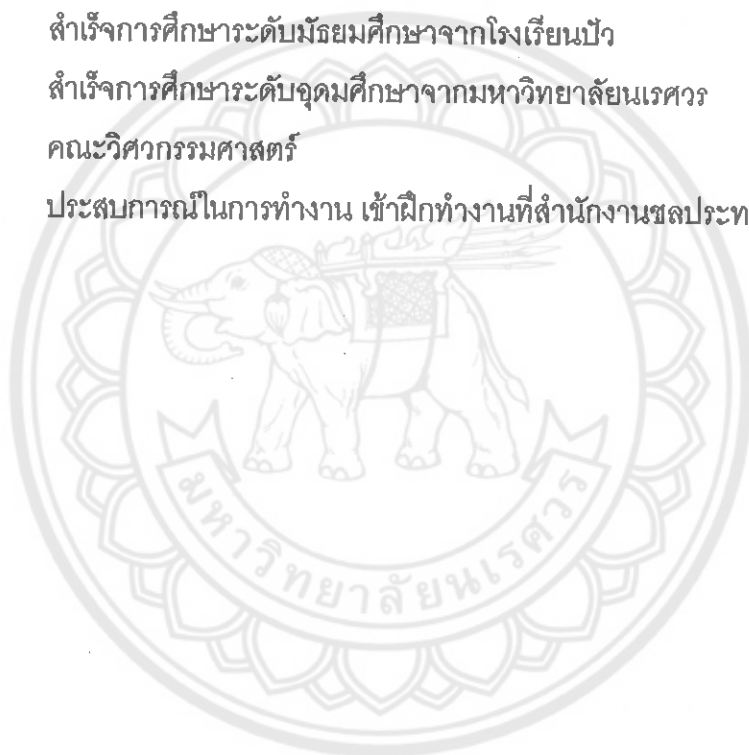 สำเร็จการศึกษาระดับมัธยมศึกษาจากโรงเรียนปัว
สำเร็จการศึกษาระดับอุดมศึกษาจากมหาวิทยาลัยนเรศวร
คณะวิศวกรรมศาสตร์
ประสบการณ์ในการทำงาน เข้าฝึกทำงานที่สำนักงานชลประท
มหาวิทยาลัยนเรศวร